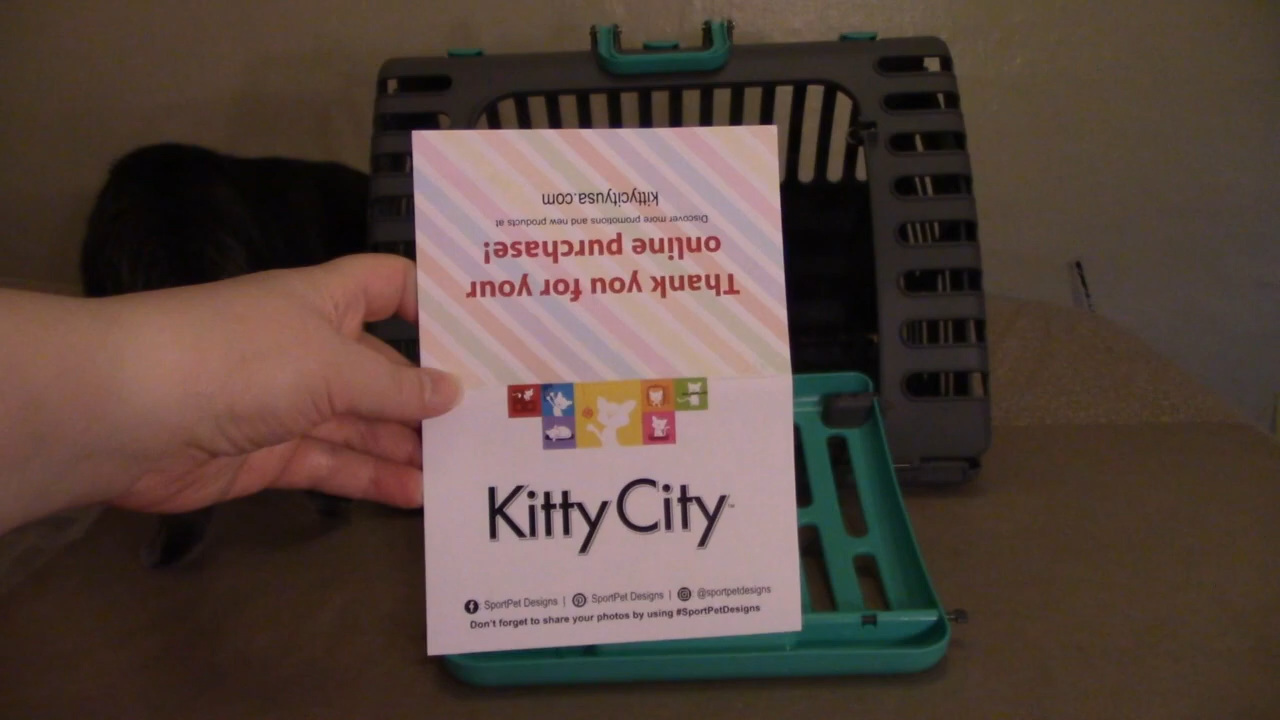 Thank you for your
online purchase!
Discover more promotions and new products at
kittycityusa.com
Kitty City™
SportPet Designs | SportPet Designs | @sportpetdesigns
Don't forget to share your photos by using #SportPetDesigns